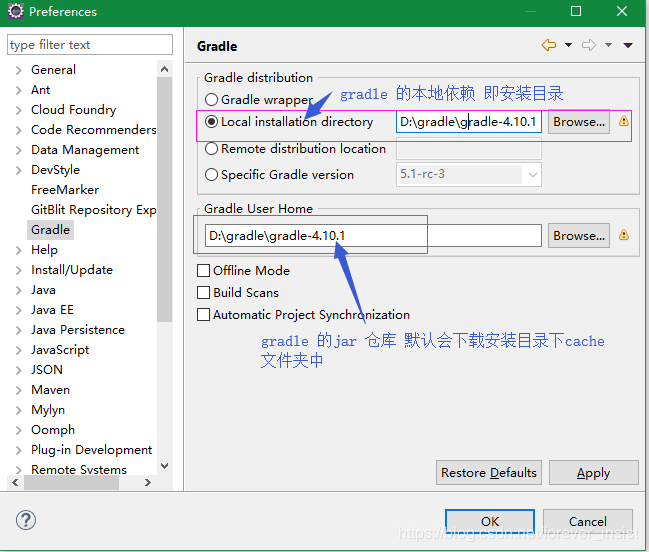 Preferences
type filter text
General
Ant
Cloud Foundry
Code Recommenders
Data Management
DevStyle
FreeMarker
GitBlit Repository Exp
Gradle
Help
Install/Update
Java
Java EE
Java Persistence
JavaScript
JSON
Maven
Mylyn
Oomph
Plug-in Development
Remote Systems
Gradle
Gradle distribution
Gradle wrapper
gradle 的本地依赖 即安装目录
Local installation directory D:\gradle\gradle-4.10.1 Browse...
Remote distribution location
Specific Gradle version 5.1-rc-3
Gradle User Home
D:\gradle\gradle-4.10.1 Browse...
Offline Mode
Build Scans
Automatic Project Synchronization
gradle 的jar 仓库 默认会下载安装目录下cache
文件夹中
Restore Defaults Apply
OK Cancel
https://blog.csdn.net/forever_insist